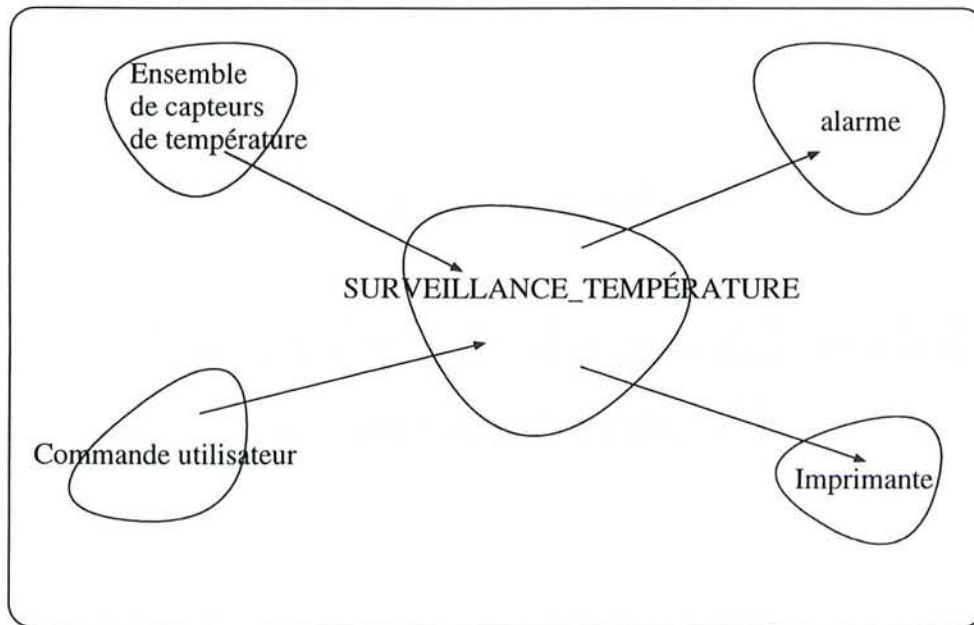 Ensemble
de capteurs
de température
alarme
SURVEILLANCE_TEMPÉRATURE
Commande utilisateur
Imprimante